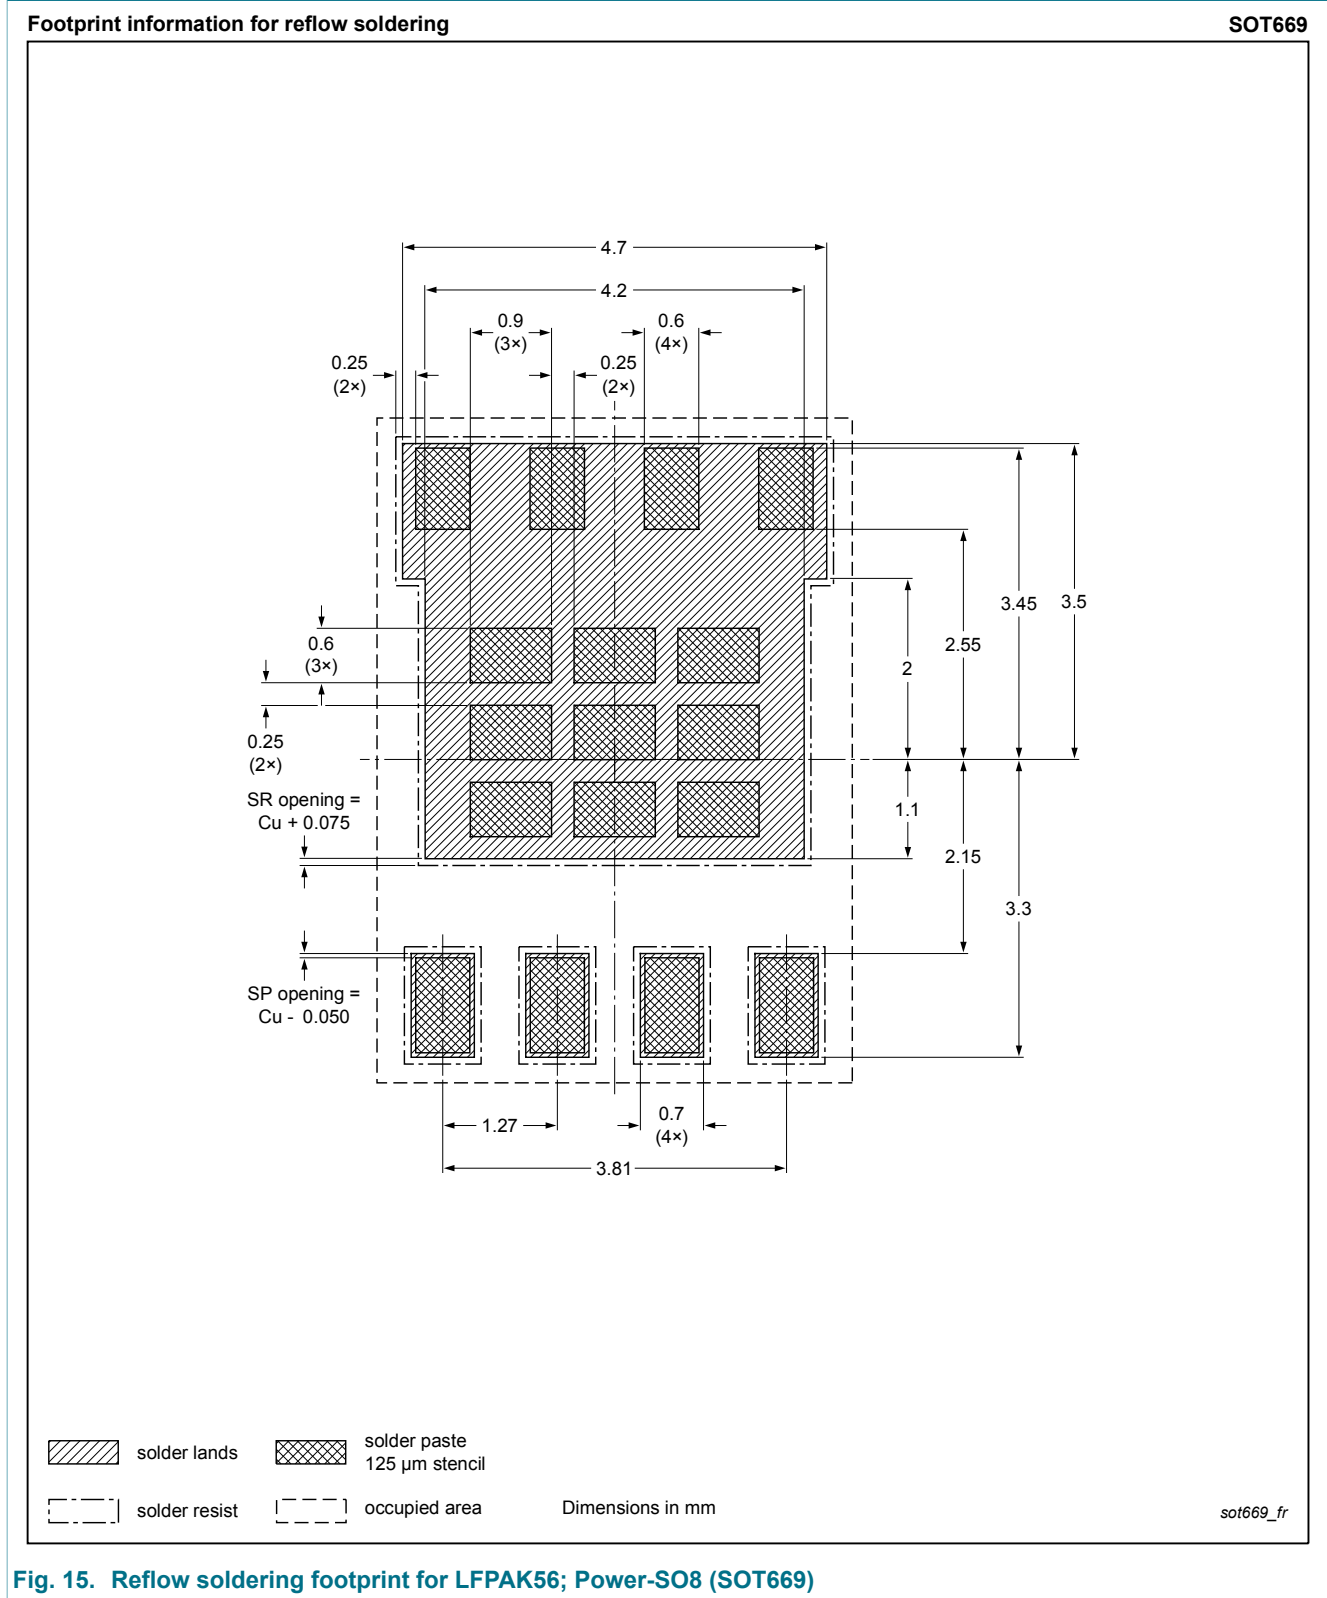 Footprint information for reflow soldering
SOT669
4.7
4.2
0.9
(3×)
0.6
(4×)
0.25
(2×)
0.25
(2×)
3.45
3.5
2.55
2
0.6
(3×)
0.25
(2×)
SR opening =
Cu + 0.075
1.1
2.15
3.3
SP opening =
Cu - 0.050
1.27
0.7
(4×)
3.81
solder lands
solder paste
125 µm stencil
solder resist
occupied area
Dimensions in mm
sot669_fr
Fig. 15. Reflow soldering footprint for LFPAK56; Power-SO8 (SOT669)